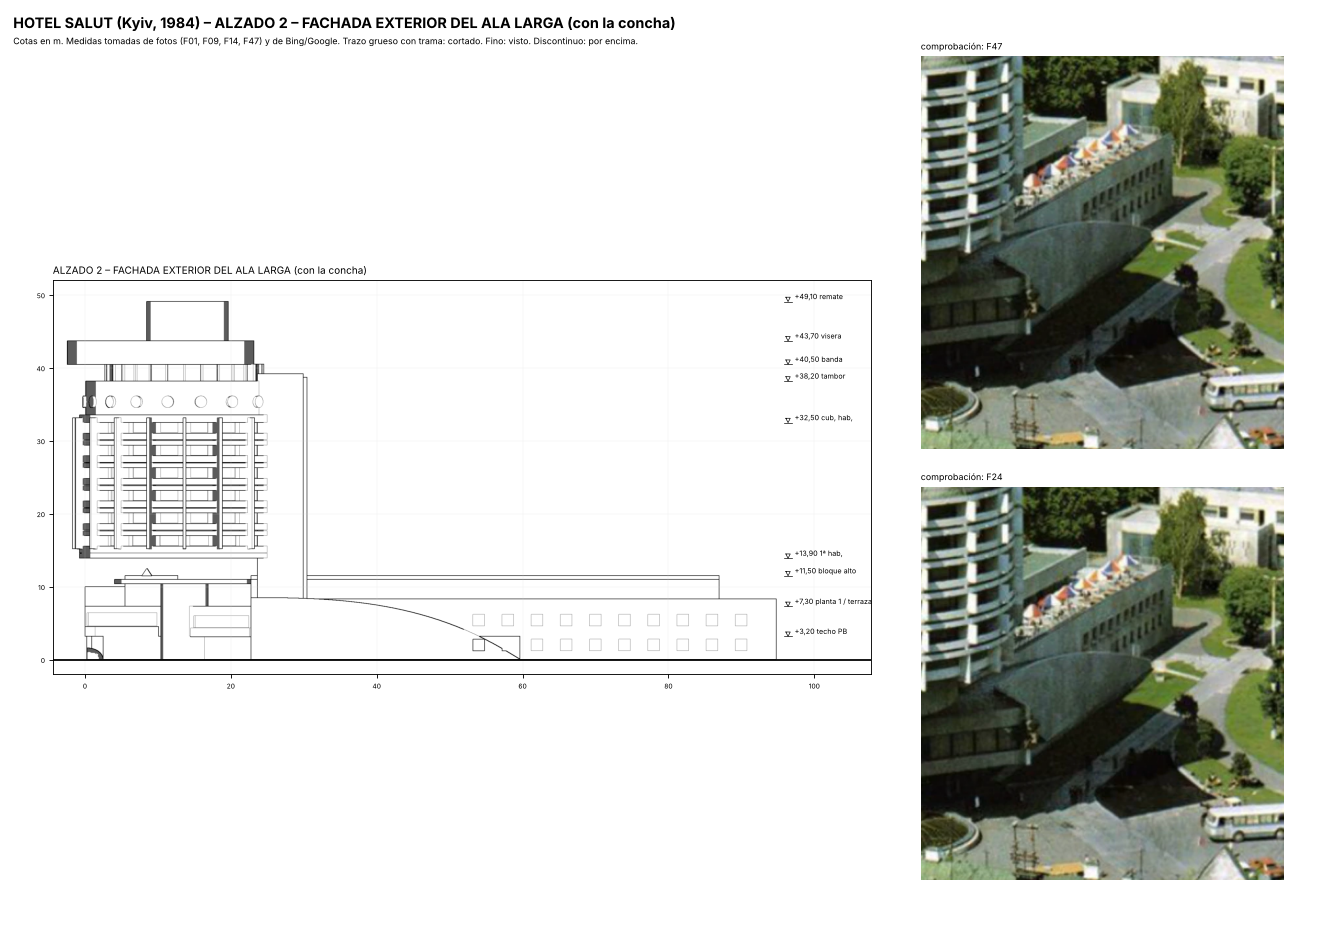 HOTEL SALUT (Kyiv, 1984) – ALZADO 2 – FACHADA EXTERIOR DEL ALA LARGA (con la concha)
Cotas en m. Medidas tomadas de fotos (F01, F09, F14, F47) y de Bing/Google. Trazo grueso con trama: cortado. Fino: visto. Discontinuo: por encima.
comprobación: F47
ALZADO 2 – FACHADA EXTERIOR DEL ALA LARGA (con la concha)
50
+49,10 remate
+43,70 visera
+40,50 banda
40
+38,20 tambor
+32,50 cub, hab,
30
comprobación: F24
20
+13,90 1ª hab,
+11,50 bloque alto
10
+7,30 planta 1 / terraza
+3,20 techo PB
0
0 20 40 60 80 100